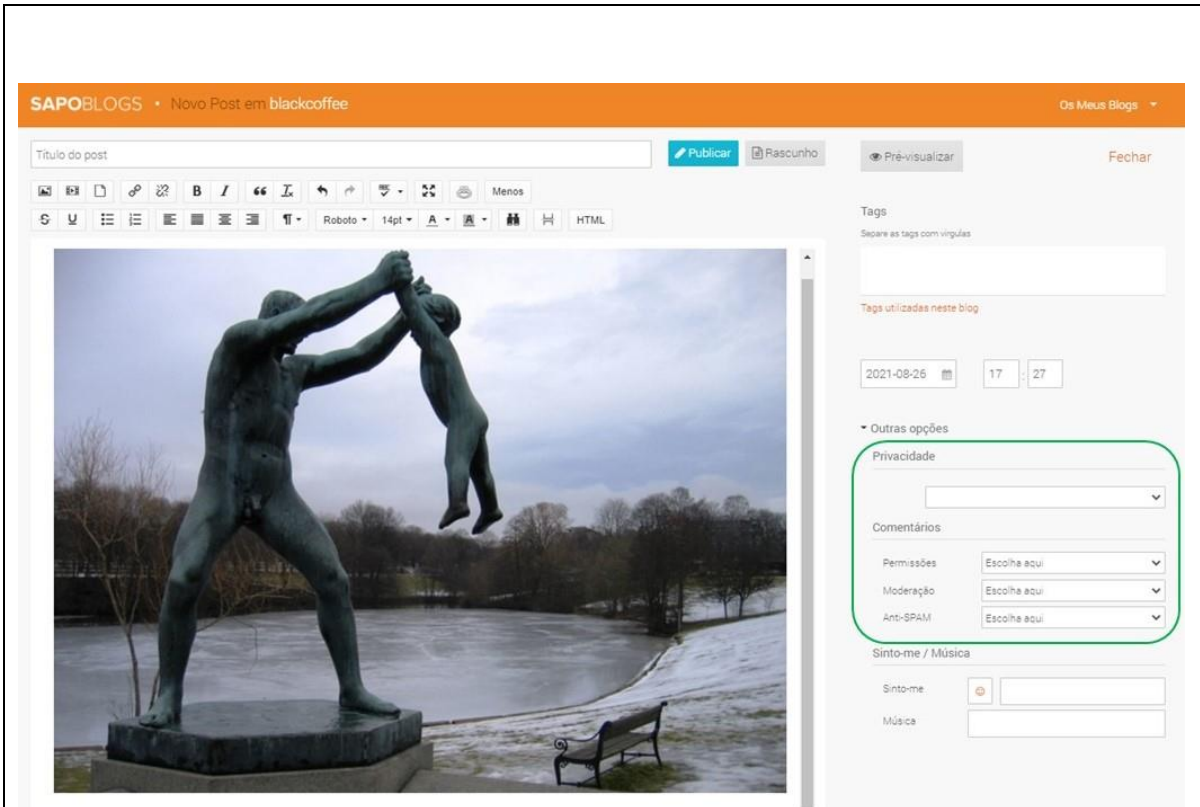 SAPOBLOGS • Novo Post em blackcoffee
Os Meus Blogs
Título do post
Publicar
Rascunho
Pré-visualizar
Fechar
B I Menos
S U Roboto 14pt A A HTML
Tags
Separe as tags com vírgulas
Tags utilizadas neste blog
2021-08-26 17 : 27
Outras opções
Privacidade
Comentários
Permissões Escolha aqui
Moderação Escolha aqui
Anti-SPAM Escolha aqui
Sinto-me / Música
Sinto-me
Música